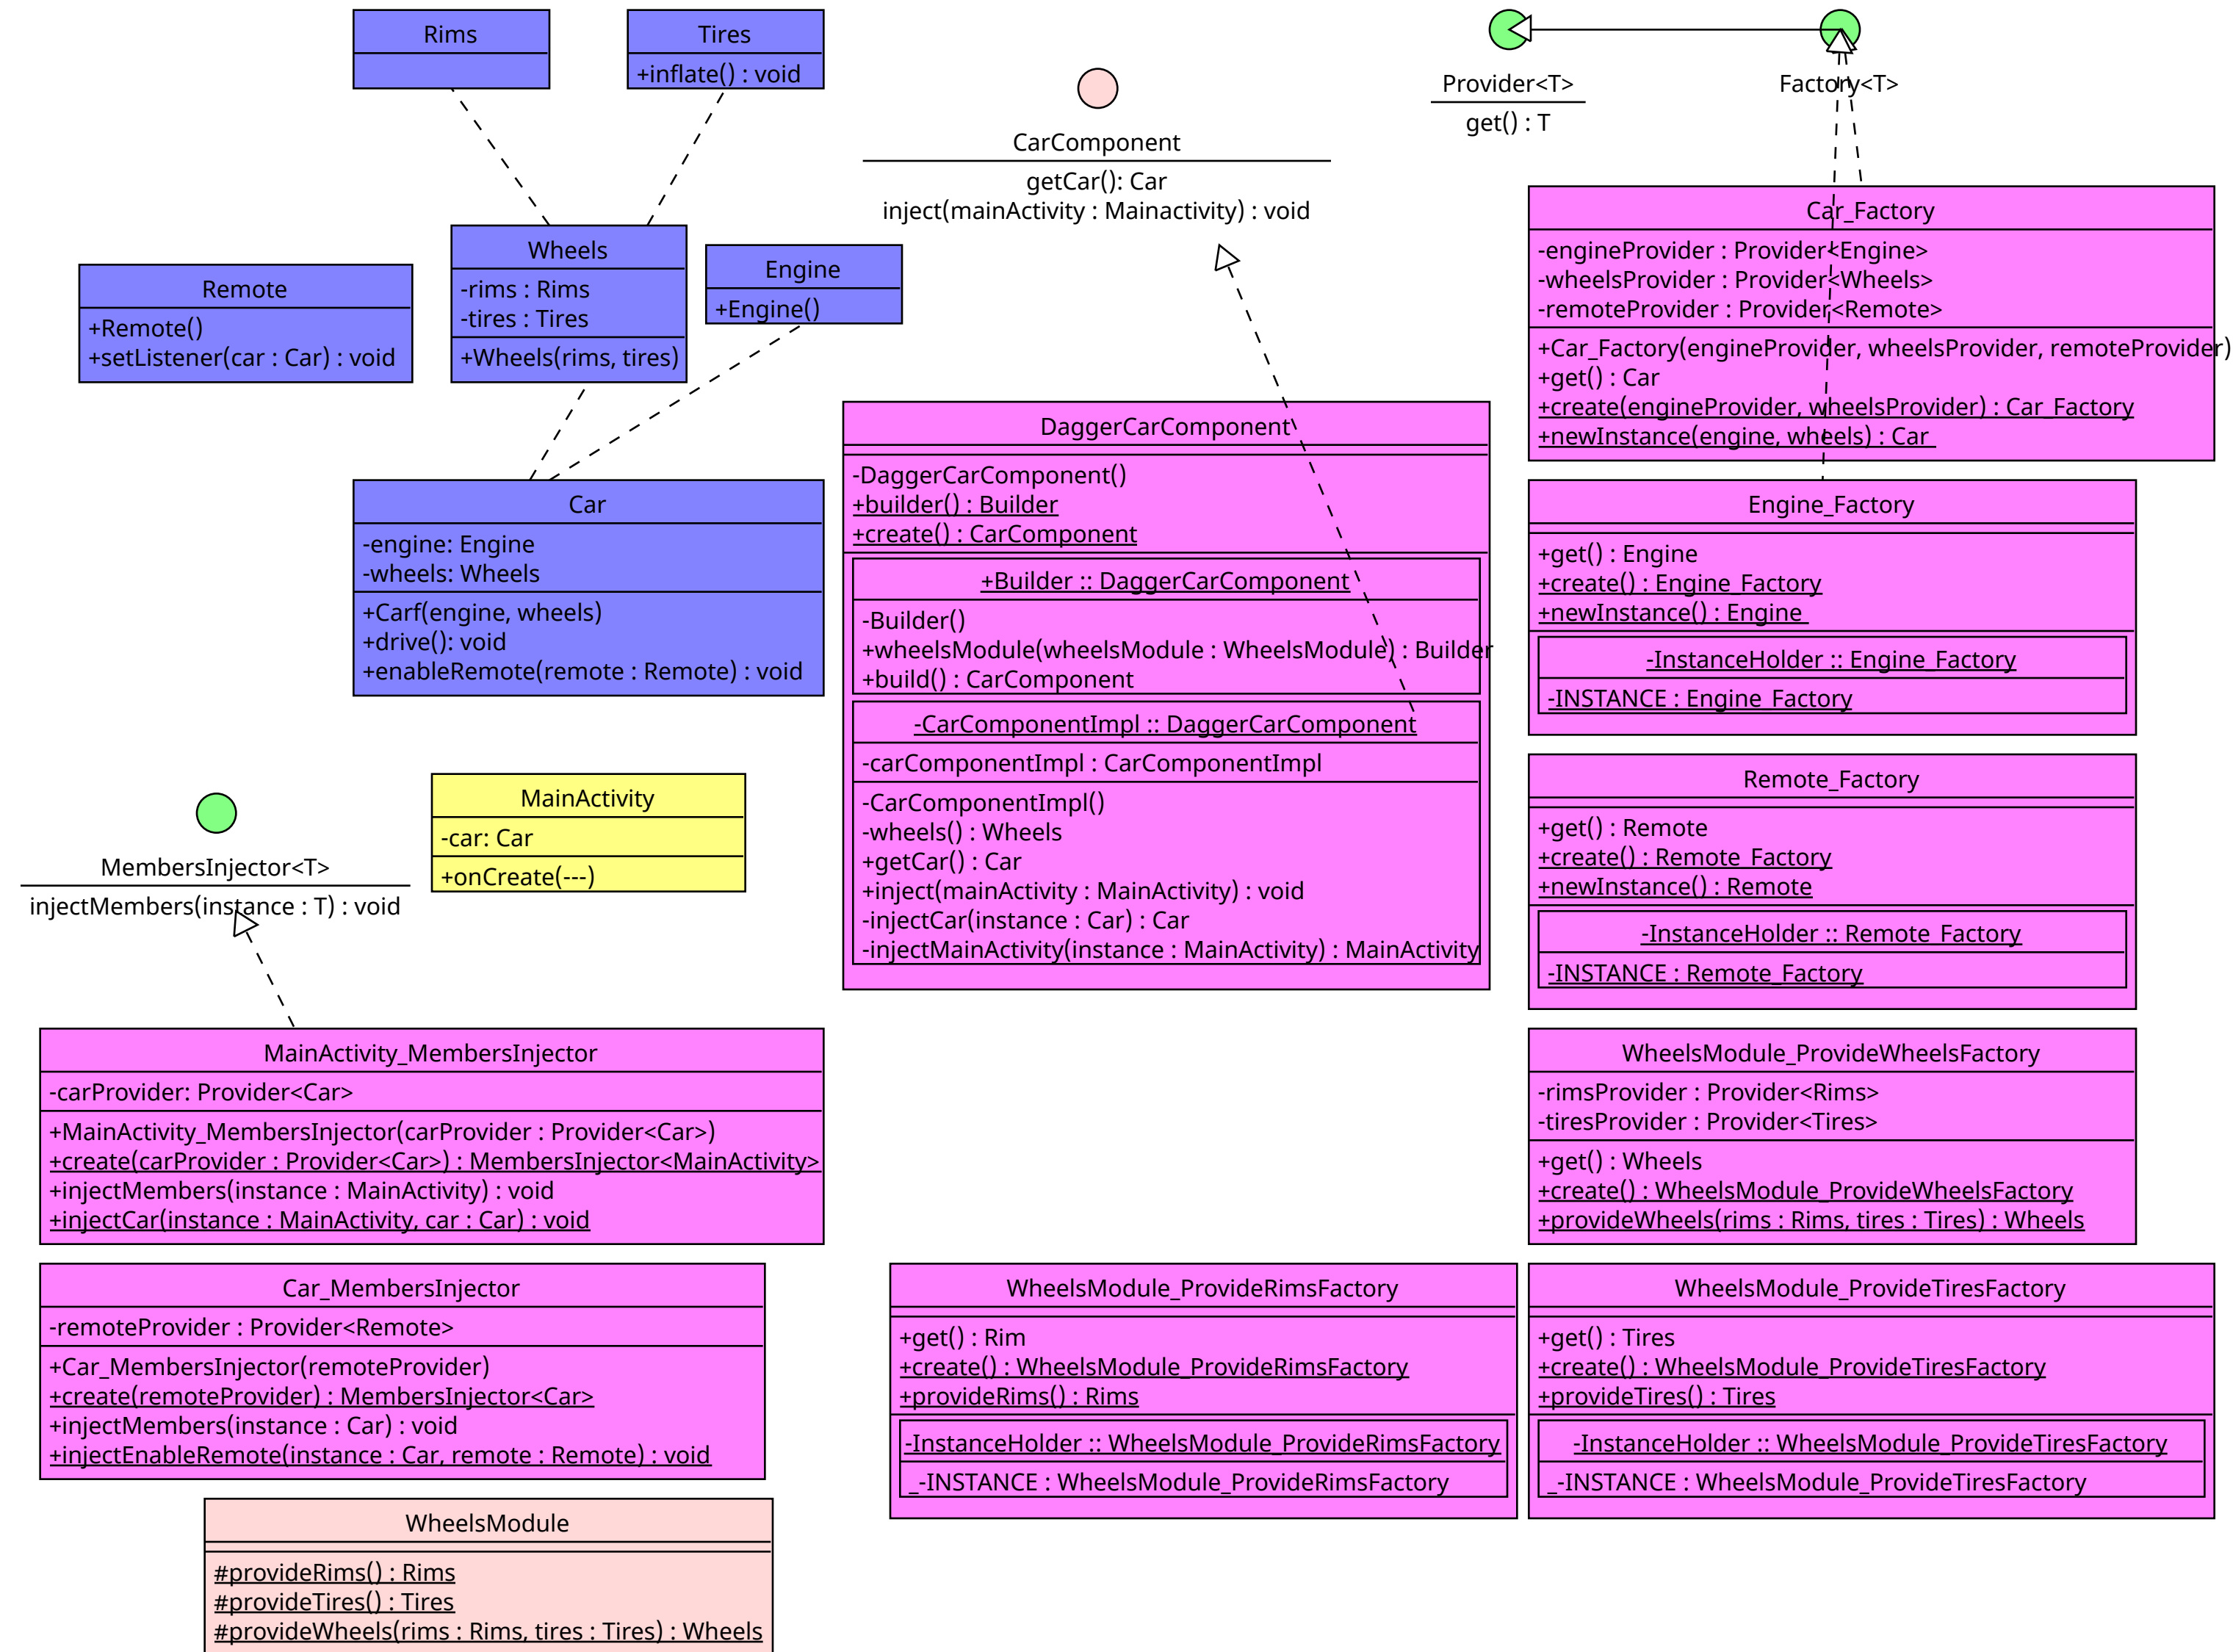 Rims
Tires
+inflate() : void
CarComponent
getCar(): Car
inject(mainActivity : Mainactivity) : void
Provider<T>
get() : T
Factory<T>
Remote
+Remote()
+setListener(car : Car) : void
Wheels
-rims : Rims
-tires : Tires
+Wheels(rims, tires)
Engine
+Engine()
Car_Factory
-engineProvider : Provider<Engine>
-wheelsProvider : Provider<Wheels>
-remoteProvider : Provider<Remote>
+Car_Factory(engineProvider, wheelsProvider, remoteProvider)
+get() : Car
+create(engineProvider, wheelsProvider) : Car_Factory
+newInstance(engine, wheels) : Car
Car
-engine: Engine
-wheels: Wheels
+Carf(engine, wheels)
+drive(): void
+enableRemote(remote : Remote) : void
DaggerCarComponent
-DaggerCarComponent()
+builder() : Builder
+create() : CarComponent
+Builder :: DaggerCarComponent
-Builder()
+wheelsModule(wheelsModule : WheelsModule) : Builder
+build() : CarComponent
-CarComponentImpl :: DaggerCarComponent
-carComponentImpl : CarComponentImpl
-CarComponentImpl()
-wheels() : Wheels
+getCar() : Car
+inject(mainActivity : MainActivity) : void
-injectCar(instance : Car) : Car
-injectMainActivity(instance : MainActivity) : MainActivity
Engine_Factory
+get() : Engine
+create() : Engine_Factory
+newInstance() : Engine
-InstanceHolder :: Engine_Factory
-INSTANCE : Engine_Factory
Remote_Factory
+get() : Remote
+create() : Remote_Factory
+newInstance() : Remote
-InstanceHolder :: Remote_Factory
-INSTANCE : Remote_Factory
MembersInjector<T>
injectMembers(instance : T) : void
MainActivity
-car: Car
+onCreate(---)
MainActivity_MembersInjector
-carProvider: Provider<Car>
+MainActivity_MembersInjector(carProvider : Provider<Car>)
+create(carProvider : Provider<Car>) : MembersInjector<MainActivity>
+injectMembers(instance : MainActivity) : void
+injectCar(instance : MainActivity, car : Car) : void
WheelsModule_ProvideWheelsFactory
-rimsProvider : Provider<Rims>
-tiresProvider : Provider<Tires>
+get() : Wheels
+create() : WheelsModule_ProvideWheelsFactory
+provideWheels(rims : Rims, tires : Tires) : Wheels
Car_MembersInjector
-remoteProvider : Provider<Remote>
+Car_MembersInjector(remoteProvider)
+create(remoteProvider) : MembersInjector<Car>
+injectMembers(instance : Car) : void
+injectEnableRemote(instance : Car, remote : Remote) : void
WheelsModule_ProvideRimsFactory
+get() : Rim
+create() : WheelsModule_ProvideRimsFactory
+provideRims() : Rims
-InstanceHolder :: WheelsModule_ProvideRimsFactory
_-INSTANCE : WheelsModule_ProvideRimsFactory
WheelsModule_ProvideTiresFactory
+get() : Tires
+create() : WheelsModule_ProvideTiresFactory
+provideTires() : Tires
-InstanceHolder :: WheelsModule_ProvideTiresFactory
_-INSTANCE : WheelsModule_ProvideTiresFactory
WheelsModule
#provideRims() : Rims
#provideTires() : Tires
#provideWheels(rims : Rims, tires : Tires) : Wheels